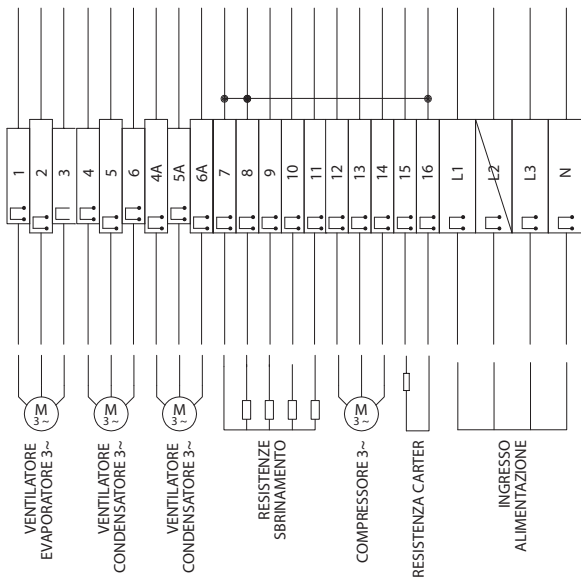 1 2 3 4 5 6 4A 5A 6A 7 8 9 10 11 12 13 14 15 16 L1 L2 L3 N
M
3~
M
3~
M
3~
M
3~
VENTILATORE
EVAPORATORE 3~
VENTILATORE
CONDENSATORE 3~
VENTILATORE
CONDENSATORE 3~
RESISTENZE
SBRINAMENTO
COMPRESSORE 3~
RESISTENZA CARTER
INGRESSO
ALIMENTAZIONE